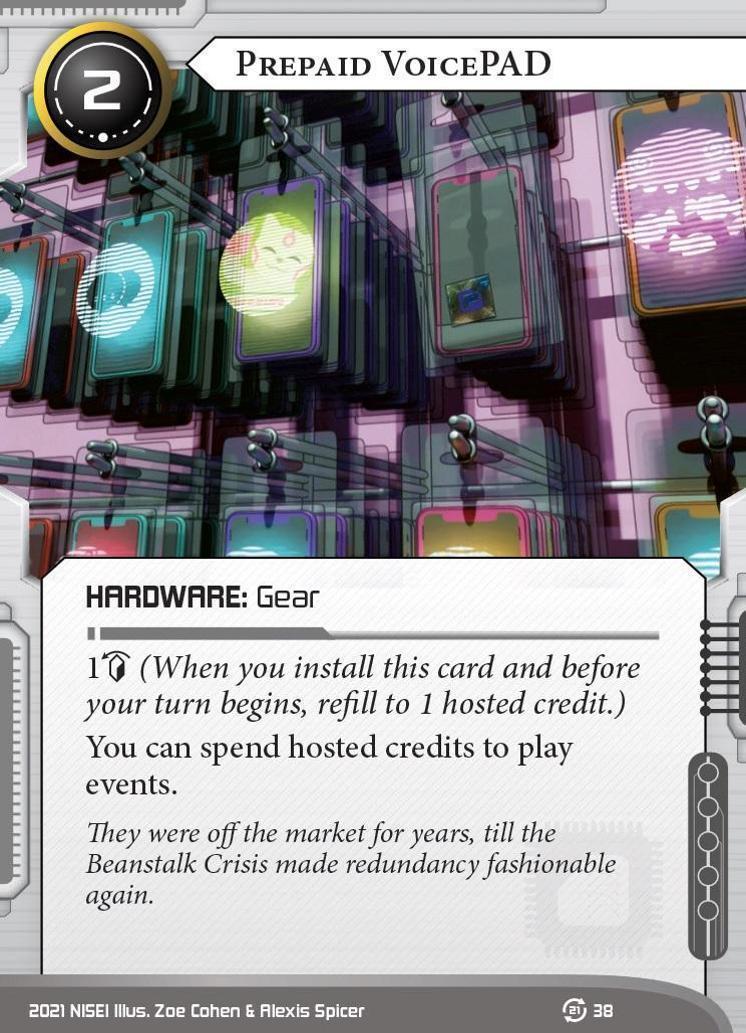 2
Prepaid VoicePAD
HARDWARE: Gear
1 (When you install this card and before
your turn begins, refill to 1 hosted credit.)
You can spend hosted credits to play
events.
They were off the market for years, till the
Beanstalk Crisis made redundancy fashionable
again.
2021 NISEI Illus. Zoe Cohen & Alexis Spicer
21 38